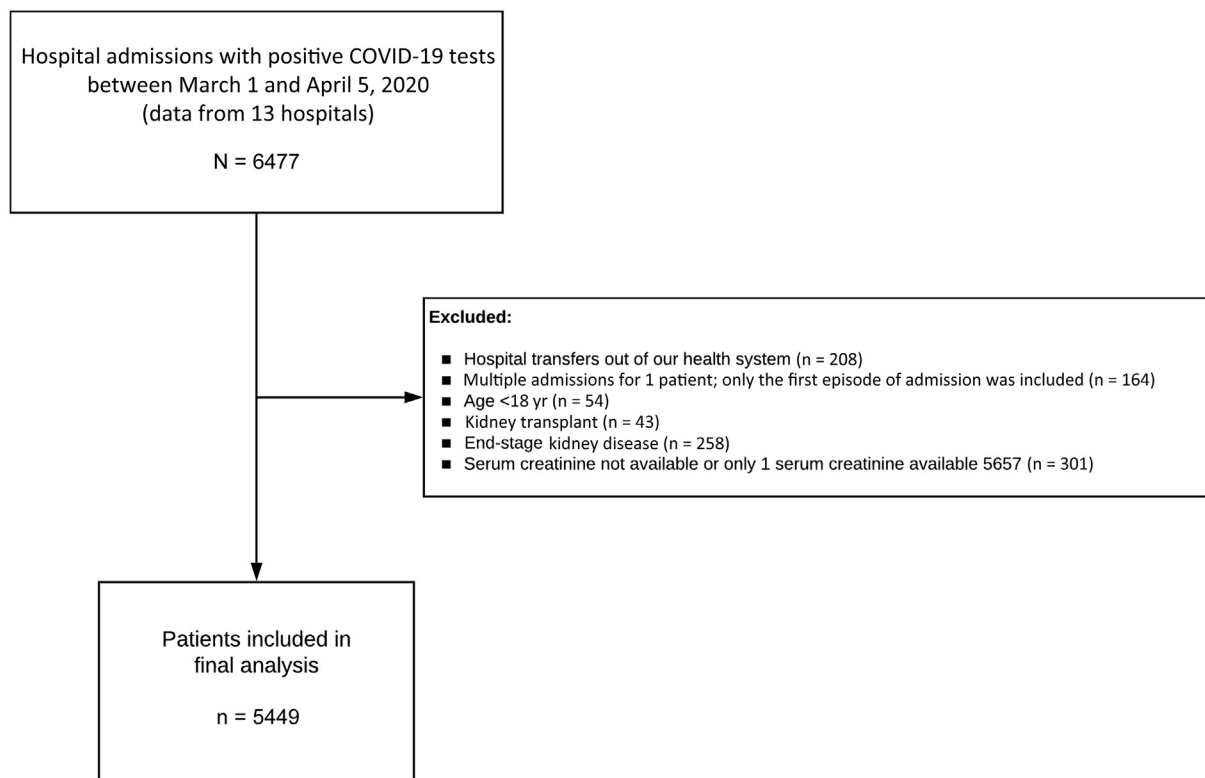 Hospital admissions with positive COVID-19 tests
between March 1 and April 5, 2020
(data from 13 hospitals)
N = 6477
Excluded:
■ Hospital transfers out of our health system (n = 208)
■ Multiple admissions for 1 patient; only the first episode of admission was included (n = 164)
■ Age <18 yr (n = 54)
■ Kidney transplant (n = 43)
■ End-stage kidney disease (n = 258)
■ Serum creatinine not available or only 1 serum creatinine available 5657 (n = 301)
Patients included in
final analysis
n = 5449